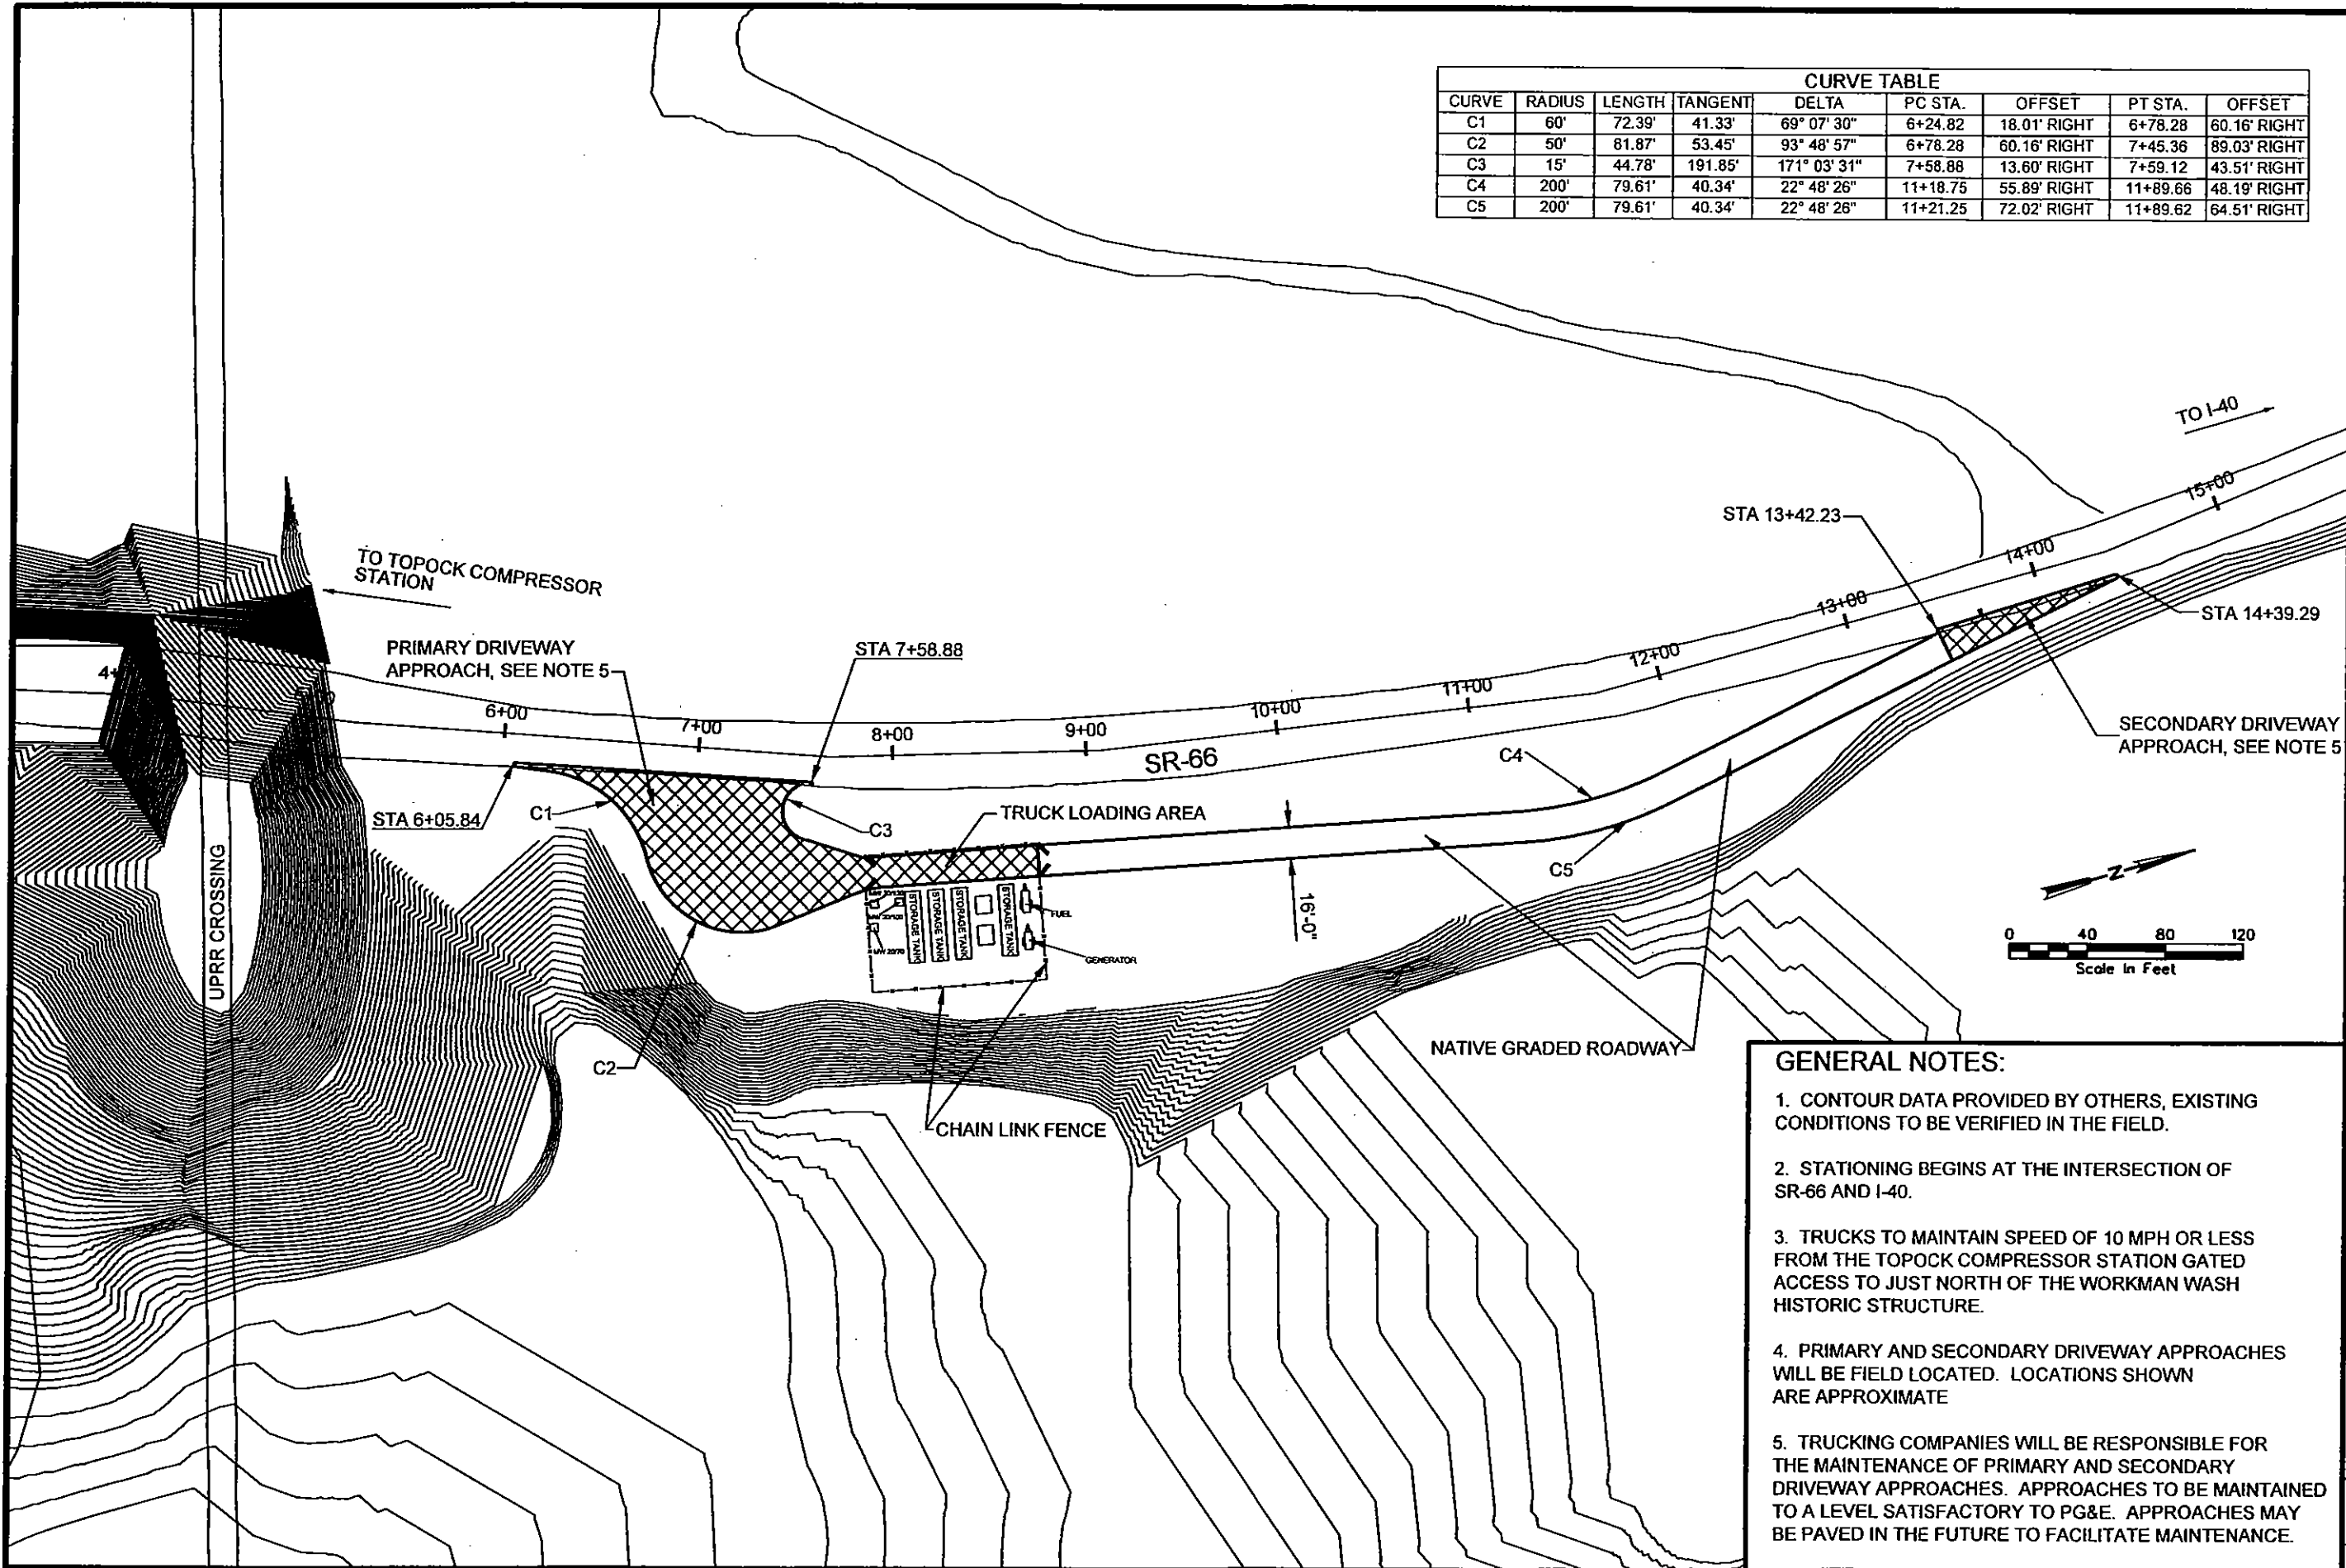 CURVE TABLE
CURVE RADIUS LENGTH TANGENT DELTA PC STA. OFFSET PT STA. OFFSET
C1 60' 72.39' 41.33' 69° 07' 30" 6+24.82 18.01' RIGHT 6+78.28 60.16' RIGHT
C2 50' 81.87' 53.45' 93° 48' 57" 6+78.28 60.16' RIGHT 7+45.36 89.03' RIGHT
C3 15' 44.78' 191.85' 171° 03' 31" 7+58.88 13.60' RIGHT 7+59.12 43.51' RIGHT
C4 200' 79.61' 40.34' 22° 48' 26" 11+18.75 55.89' RIGHT 11+89.66 48.19' RIGHT
C5 200' 79.61' 40.34' 22° 48' 26" 11+21.25 72.02' RIGHT 11+89.62 64.51' RIGHT
TO I-40
15+00
STA 13+42.23
14+00
TO TOPOCK COMPRESSOR
STATION
13+00
STA 14+39.29
PRIMARY DRIVEWAY
APPROACH, SEE NOTE 5
STA 7+58.88
12+00
4+
11+00
6+00
7+00
8+00
9+00
10+00
SR-66
SECONDARY DRIVEWAY
APPROACH, SEE NOTE 5
C4
STA 6+05.84
C1
C3
TRUCK LOADING AREA
C5
UPRR CROSSING
16'-0"
N
STORAGE TANK
STORAGE TANK
STORAGE TANK
STORAGE TANK
FUEL
GENERATOR
0 40 80 120
Scale In Feet
C2
NATIVE GRADED ROADWAY
CHAIN LINK FENCE
GENERAL NOTES:
1. CONTOUR DATA PROVIDED BY OTHERS, EXISTING
CONDITIONS TO BE VERIFIED IN THE FIELD.
2. STATIONING BEGINS AT THE INTERSECTION OF
SR-66 AND I-40.
3. TRUCKS TO MAINTAIN SPEED OF 10 MPH OR LESS
FROM THE TOPOCK COMPRESSOR STATION GATED
ACCESS TO JUST NORTH OF THE WORKMAN WASH
HISTORIC STRUCTURE.
4. PRIMARY AND SECONDARY DRIVEWAY APPROACHES
WILL BE FIELD LOCATED. LOCATIONS SHOWN
ARE APPROXIMATE
5. TRUCKING COMPANIES WILL BE RESPONSIBLE FOR
THE MAINTENANCE OF PRIMARY AND SECONDARY
DRIVEWAY APPROACHES. APPROACHES TO BE MAINTAINED
TO A LEVEL SATISFACTORY TO PG&E. APPROACHES MAY
BE PAVED IN THE FUTURE TO FACILITATE MAINTENANCE.